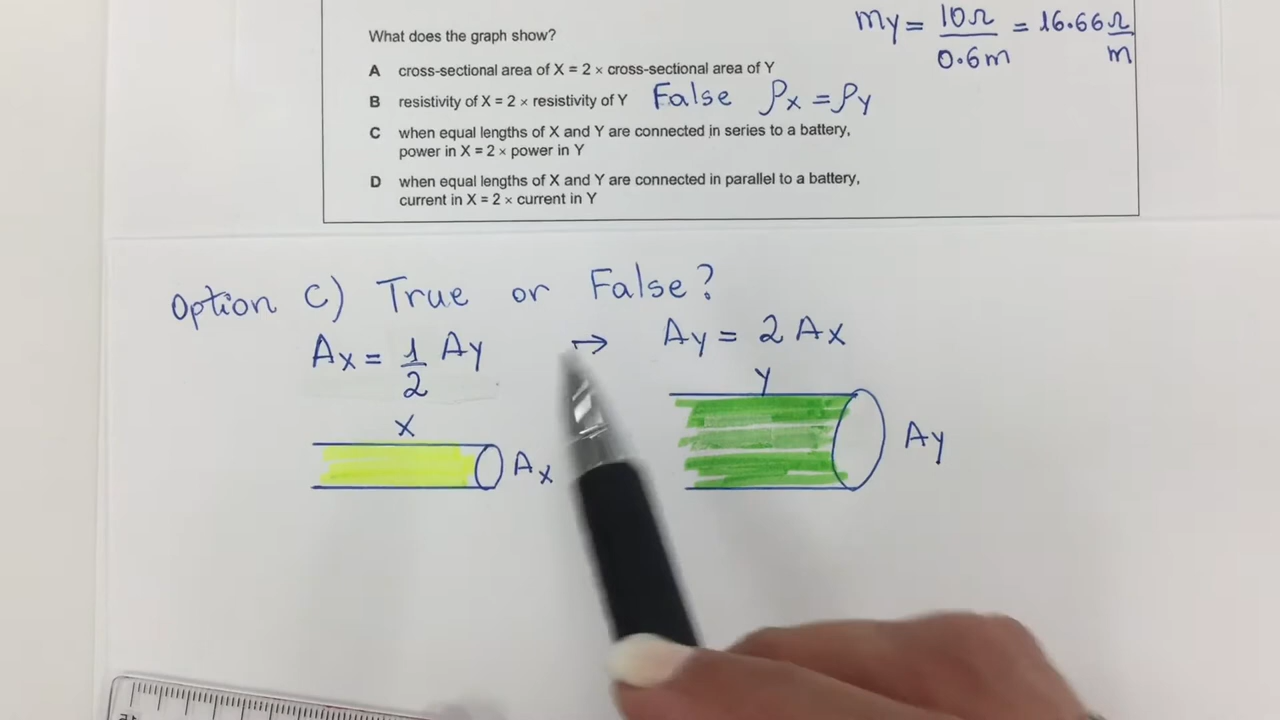 What does the graph show?
A cross-sectional area of X = 2 × cross-sectional area of Y
B resistivity of X = 2 × resistivity of Y False ρx = ρy
C when equal lengths of X and Y are connected in series to a battery,
power in X = 2 × power in Y
D when equal lengths of X and Y are connected in parallel to a battery,
current in X = 2 × current in Y
my = 10Ω/0.6m = 16.66Ω/m
Option C) True or False?
Ax = 1/2 Ay ↦ Ay = 2 Ax
X
Ax
Y
Ay